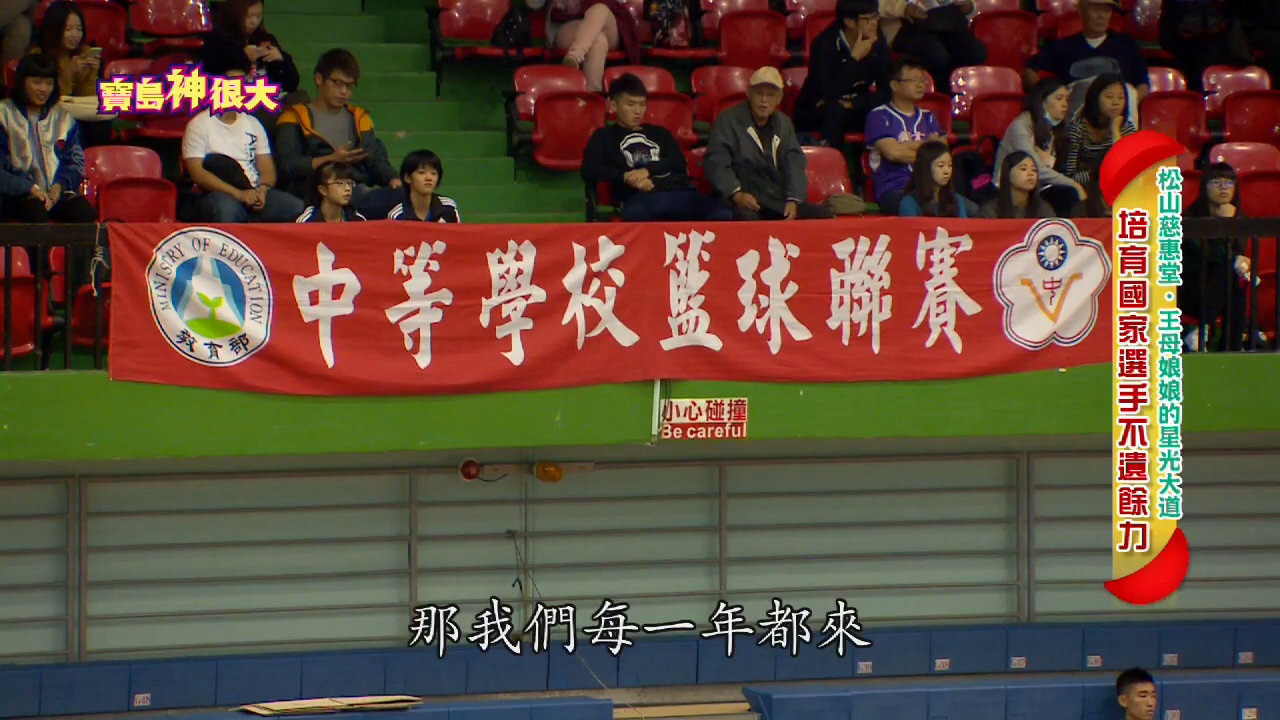 寶島神很大
松山慈惠堂·王母娘娘的星光大道
培育國家選手不遺餘力
MINISTRY OF EDUCATION
教育部
中等學校籃球聯賽
中
小心碰撞
Be careful
那我們每一年都來